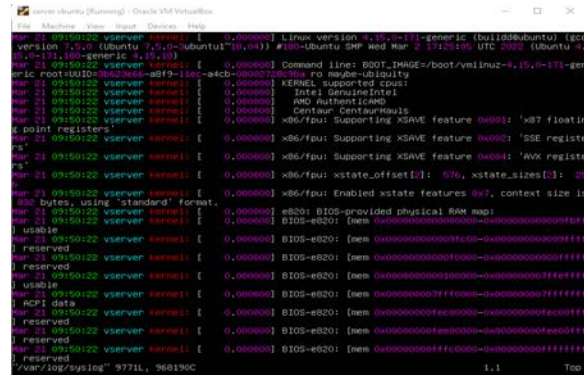 server vbuntu [Running] - Oracle VM VirtualBox
File Machine View Input Devices Help
Mar 21 09:50:22 vserver kernel: [ 0.000000] Linux version 4.15.0-171-generic (buildd@ubuntu) (gcc
version 7.5.0 (Ubuntu 7.5.0-3ubuntu1~18.04)) #180-Ubuntu SMP Wed Mar 2 17:25:05 UTC 2022 (Ubuntu 4.
15.0-171.180-generic 4.15.18)
Mar 21 09:50:22 vserver kernel: [ 0.000000] Command line: BOOT_IMAGE=/boot/vmlinuz-4.15.0-171-gen
eric ro maybe-ubiquity
Mar 21 09:50:22 vserver kernel: [ 0.000000] KERNEL supported cpus:
Mar 21 09:50:22 vserver kernel: [ 0.000000] Intel GenuineIntel
Mar 21 09:50:22 vserver kernel: [ 0.000000] AMD AuthenticAMD
Mar 21 09:50:22 vserver kernel: [ 0.000000] Centaur CentaurHauls
Mar 21 09:50:22 vserver kernel: [ 0.000000] x86/fpu: Supporting XSAVE feature 0x001: 'x87 floatin
g point registers'
Mar 21 09:50:22 vserver kernel: [ 0.000000] x86/fpu: Supporting XSAVE feature 0x002: 'SSE registe
rs'
Mar 21 09:50:22 vserver kernel: [ 0.000000] x86/fpu: Supporting XSAVE feature 0x004: 'AVX registe
rs'
Mar 21 09:50:22 vserver kernel: [ 0.000000] x86/fpu: xstate_offset[2]: 576, xstate_sizes[2]: 25
6
Mar 21 09:50:22 vserver kernel: [ 0.000000] x86/fpu: Enabled xstate features 0x7, context size is
832 bytes, using 'standard' format.
Mar 21 09:50:22 vserver kernel: [ 0.000000] e820: BIOS-provided physical RAM map:
Mar 21 09:50:22 vserver kernel: [ 0.000000] BIOS-e820: [mem
] usable
Mar 21 09:50:22 vserver kernel: [ 0.000000] BIOS-e820: [mem
] reserved
Mar 21 09:50:22 vserver kernel: [ 0.000000] BIOS-e820: [mem
] reserved
Mar 21 09:50:22 vserver kernel: [ 0.000000] BIOS-e820: [mem
] usable
Mar 21 09:50:22 vserver kernel: [ 0.000000] BIOS-e820: [mem
] ACPI data
Mar 21 09:50:22 vserver kernel: [ 0.000000] BIOS-e820: [mem
] reserved
Mar 21 09:50:22 vserver kernel: [ 0.000000] BIOS-e820: [mem
] reserved
Mar 21 09:50:22 vserver kernel: [ 0.000000] BIOS-e820: [mem
] reserved
"/var/log/syslog" 9771L, 968190C 1,1 Top